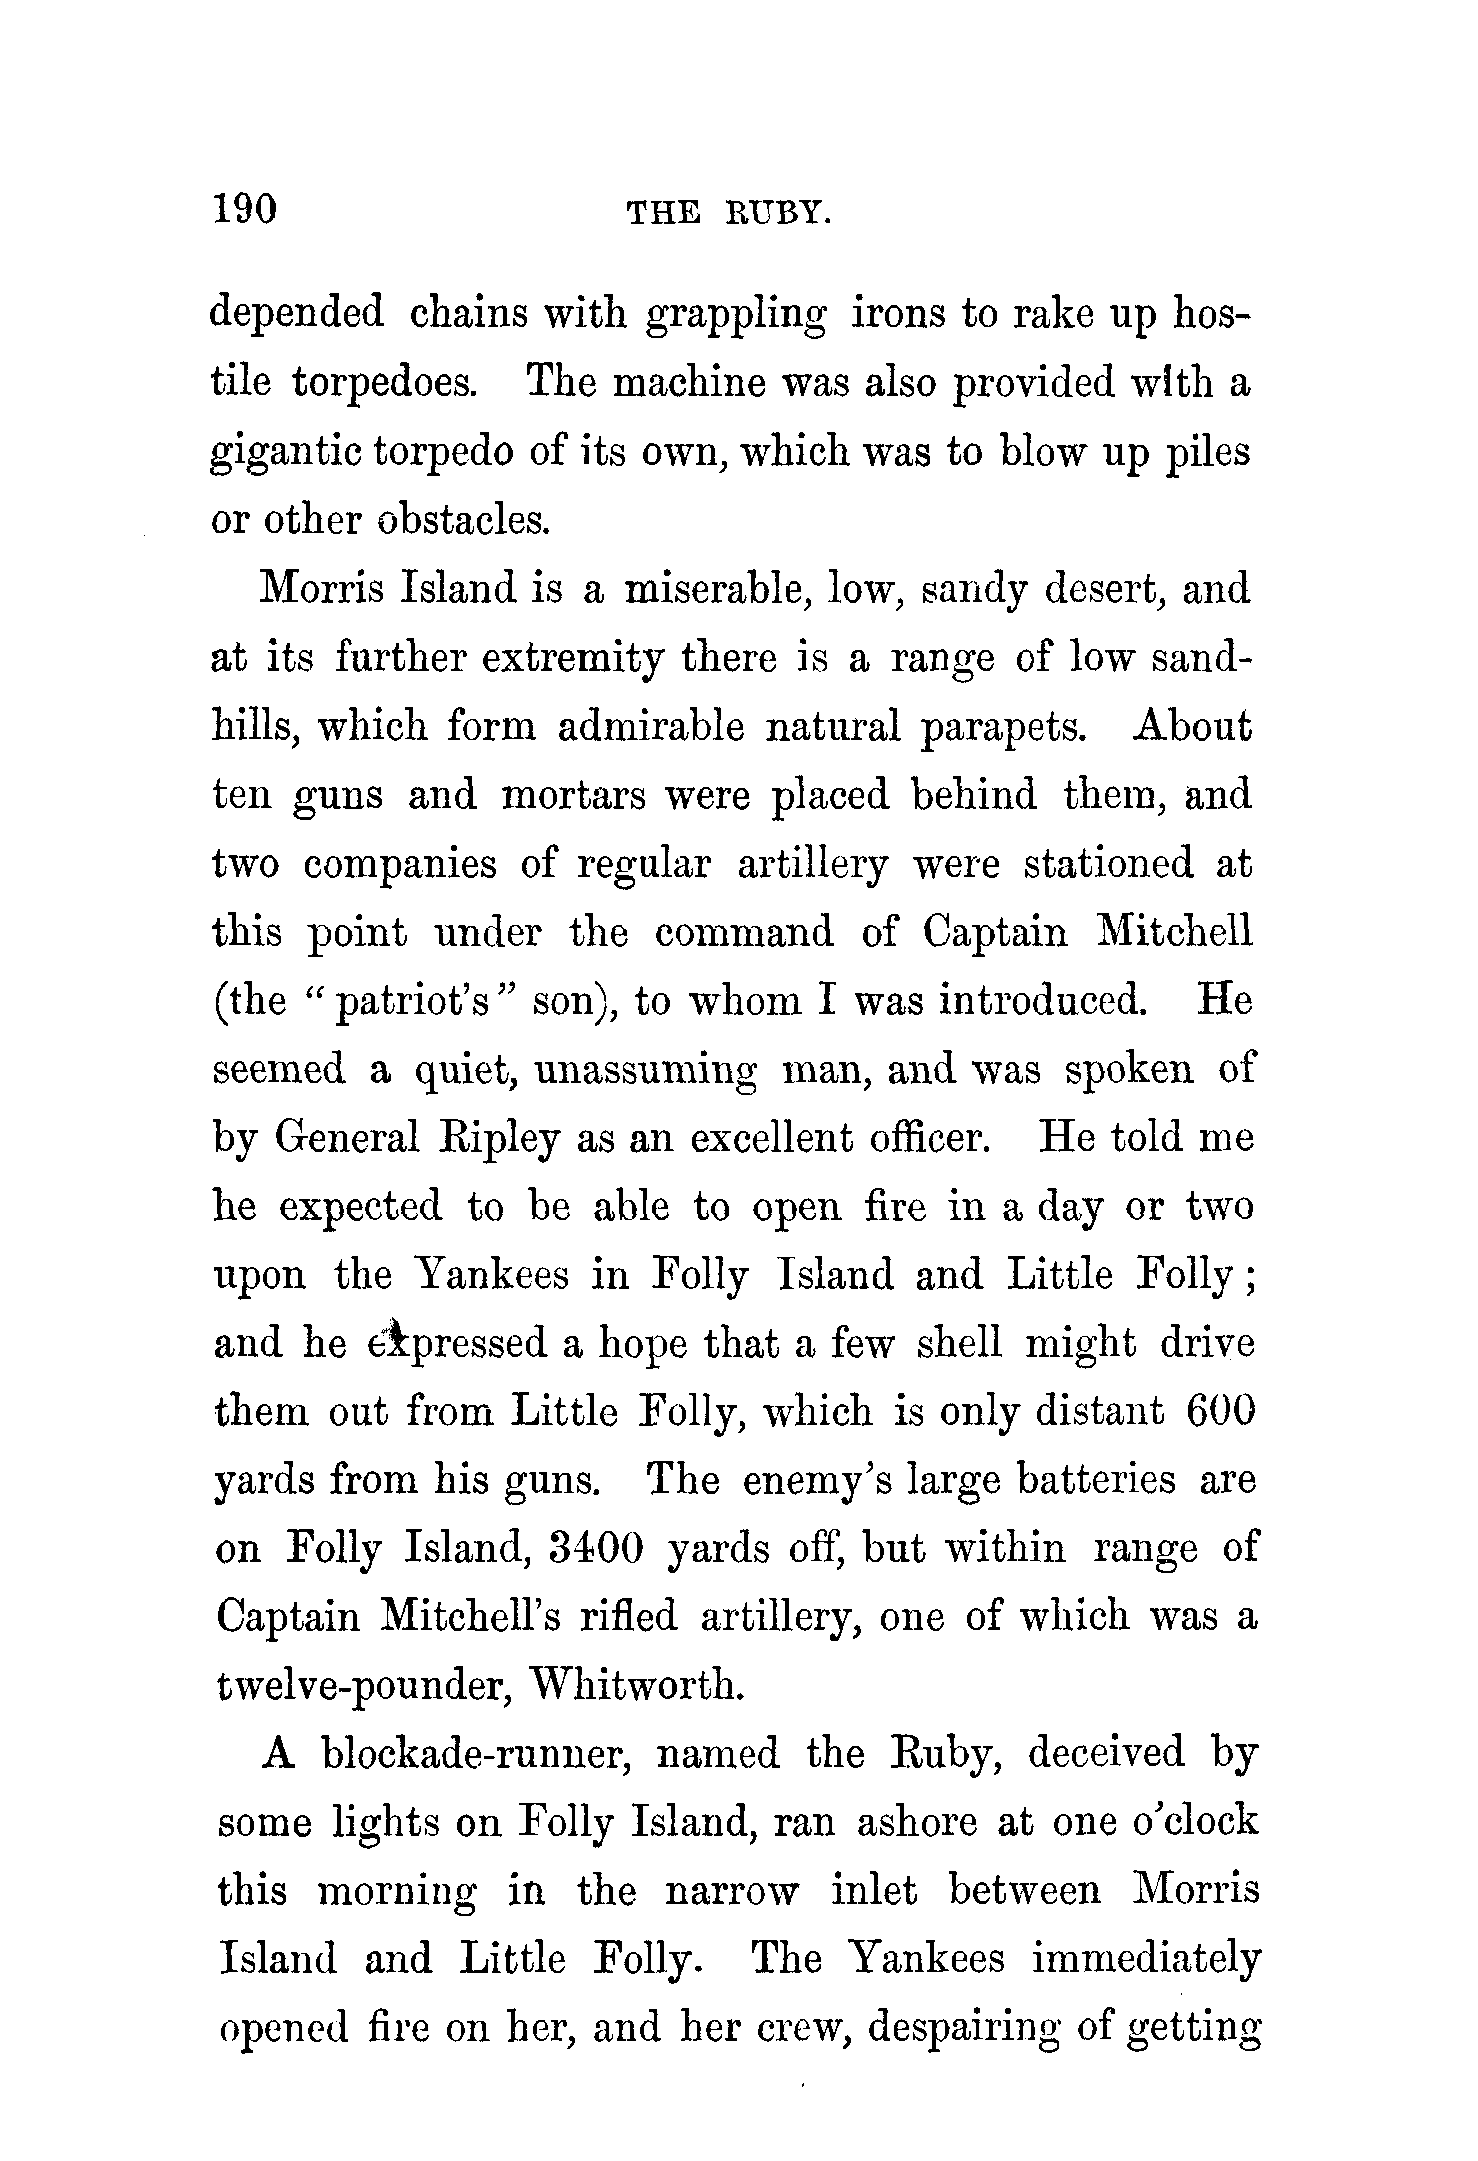 190 THE RUBY.
depended chains with grappling irons to rake up hos-
tile torpedoes. The machine was also provided with a
gigantic torpedo of its own, which was to blow up piles
or other obstacles.
Morris Island is a miserable, low, sandy desert, and
at its further extremity there is a range of low sand-
hills, which form admirable natural parapets. About
ten guns and mortars were placed behind them, and
two companies of regular artillery were stationed at
this point under the command of Captain Mitchell
(the “ patriot’s ” son), to whom I was introduced. He
seemed a quiet, unassuming man, and was spoken of
by General Ripley as an excellent officer. He told me
he expected to be able to open fire in a day or two
upon the Yankees in Folly Island and Little Folly ;
and he expressed a hope that a few shell might drive
them out from Little Folly, which is only distant 600
yards from his guns. The enemy’s large batteries are
on Folly Island, 3400 yards off, but within range of
Captain Mitchell’s rifled artillery, one of which was a
twelve-pounder, Whitworth.
A blockade-runner, named the Ruby, deceived by
some lights on Folly Island, ran ashore at one o’clock
this morning in the narrow inlet between Morris
Island and Little Folly. The Yankees immediately
opened fire on her, and her crew, despairing of getting